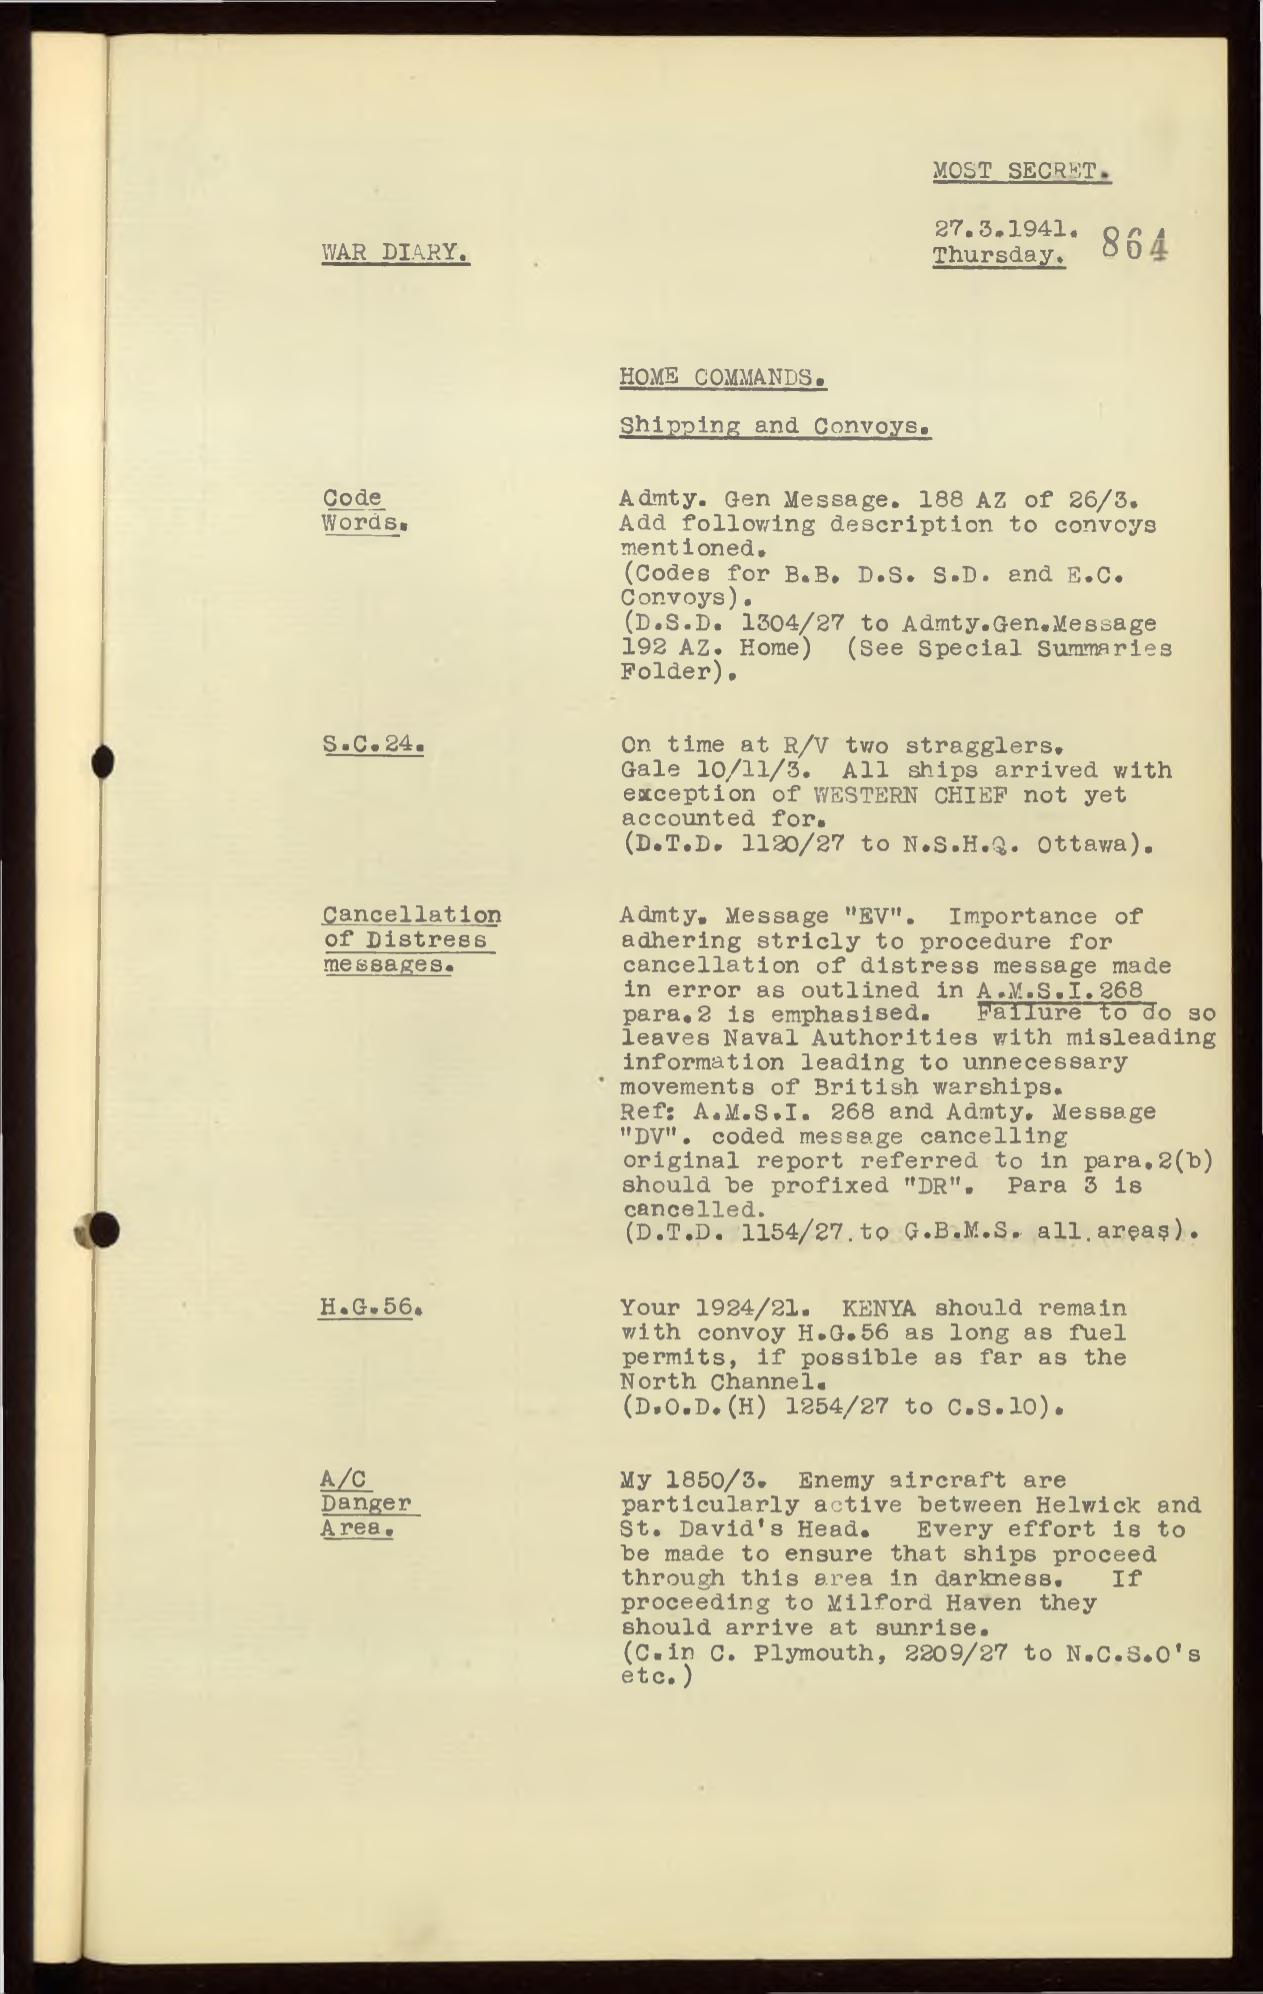 MOST SECRET.
27.3.1941.
864
WAR DIARY.
Thursday.
HOME COMMANDS.
Shipping and Convoys.
Code
Words.
Admty. Gen Message. 188 AZ of 26/3.
Add following description to convoys
mentioned.
(Codes for B.B. D.S. S.D. and E.C.
Convoys).
(D.S.D. 1304/27 to Admty.Gen.Message
192 AZ. Home) (See Special Summaries
Folder).
S.C.24.
On time at R/V two stragglers.
Gale 10/11/3. All ships arrived with
exception of WESTERN CHIEF not yet
accounted for.
(D.T.D. 1120/27 to N.S.H.Q. Ottawa).
Cancellation
of Distress
messages.
Admty. Message "EV". Importance of
adhering stricly to procedure for
cancellation of distress message made
in error as outlined in A.M.S.I.268
para.2 is emphasised. Failure to do so
leaves Naval Authorities with misleading
information leading to unnecessary
movements of British warships.
Ref: A.M.S.I. 268 and Admty. Message
"DV". coded message cancelling
original report referred to in para.2(b)
should be profixed "DR". Para 3 is
cancelled.
(D.T.D. 1154/27.to G.B.M.S. all areas).
H.G.56.
Your 1924/21. KENYA should remain
with convoy H.G.56 as long as fuel
permits, if possible as far as the
North Channel.
(D.O.D.(H) 1254/27 to C.S.10).
A/C
Danger
Area.
My 1850/3. Enemy aircraft are
particularly active between Helwick and
St. David's Head. Every effort is to
be made to ensure that ships proceed
through this area in darkness. If
proceeding to Milford Haven they
should arrive at sunrise.
(C.in C. Plymouth, 2209/27 to N.C.S.O's
etc.)